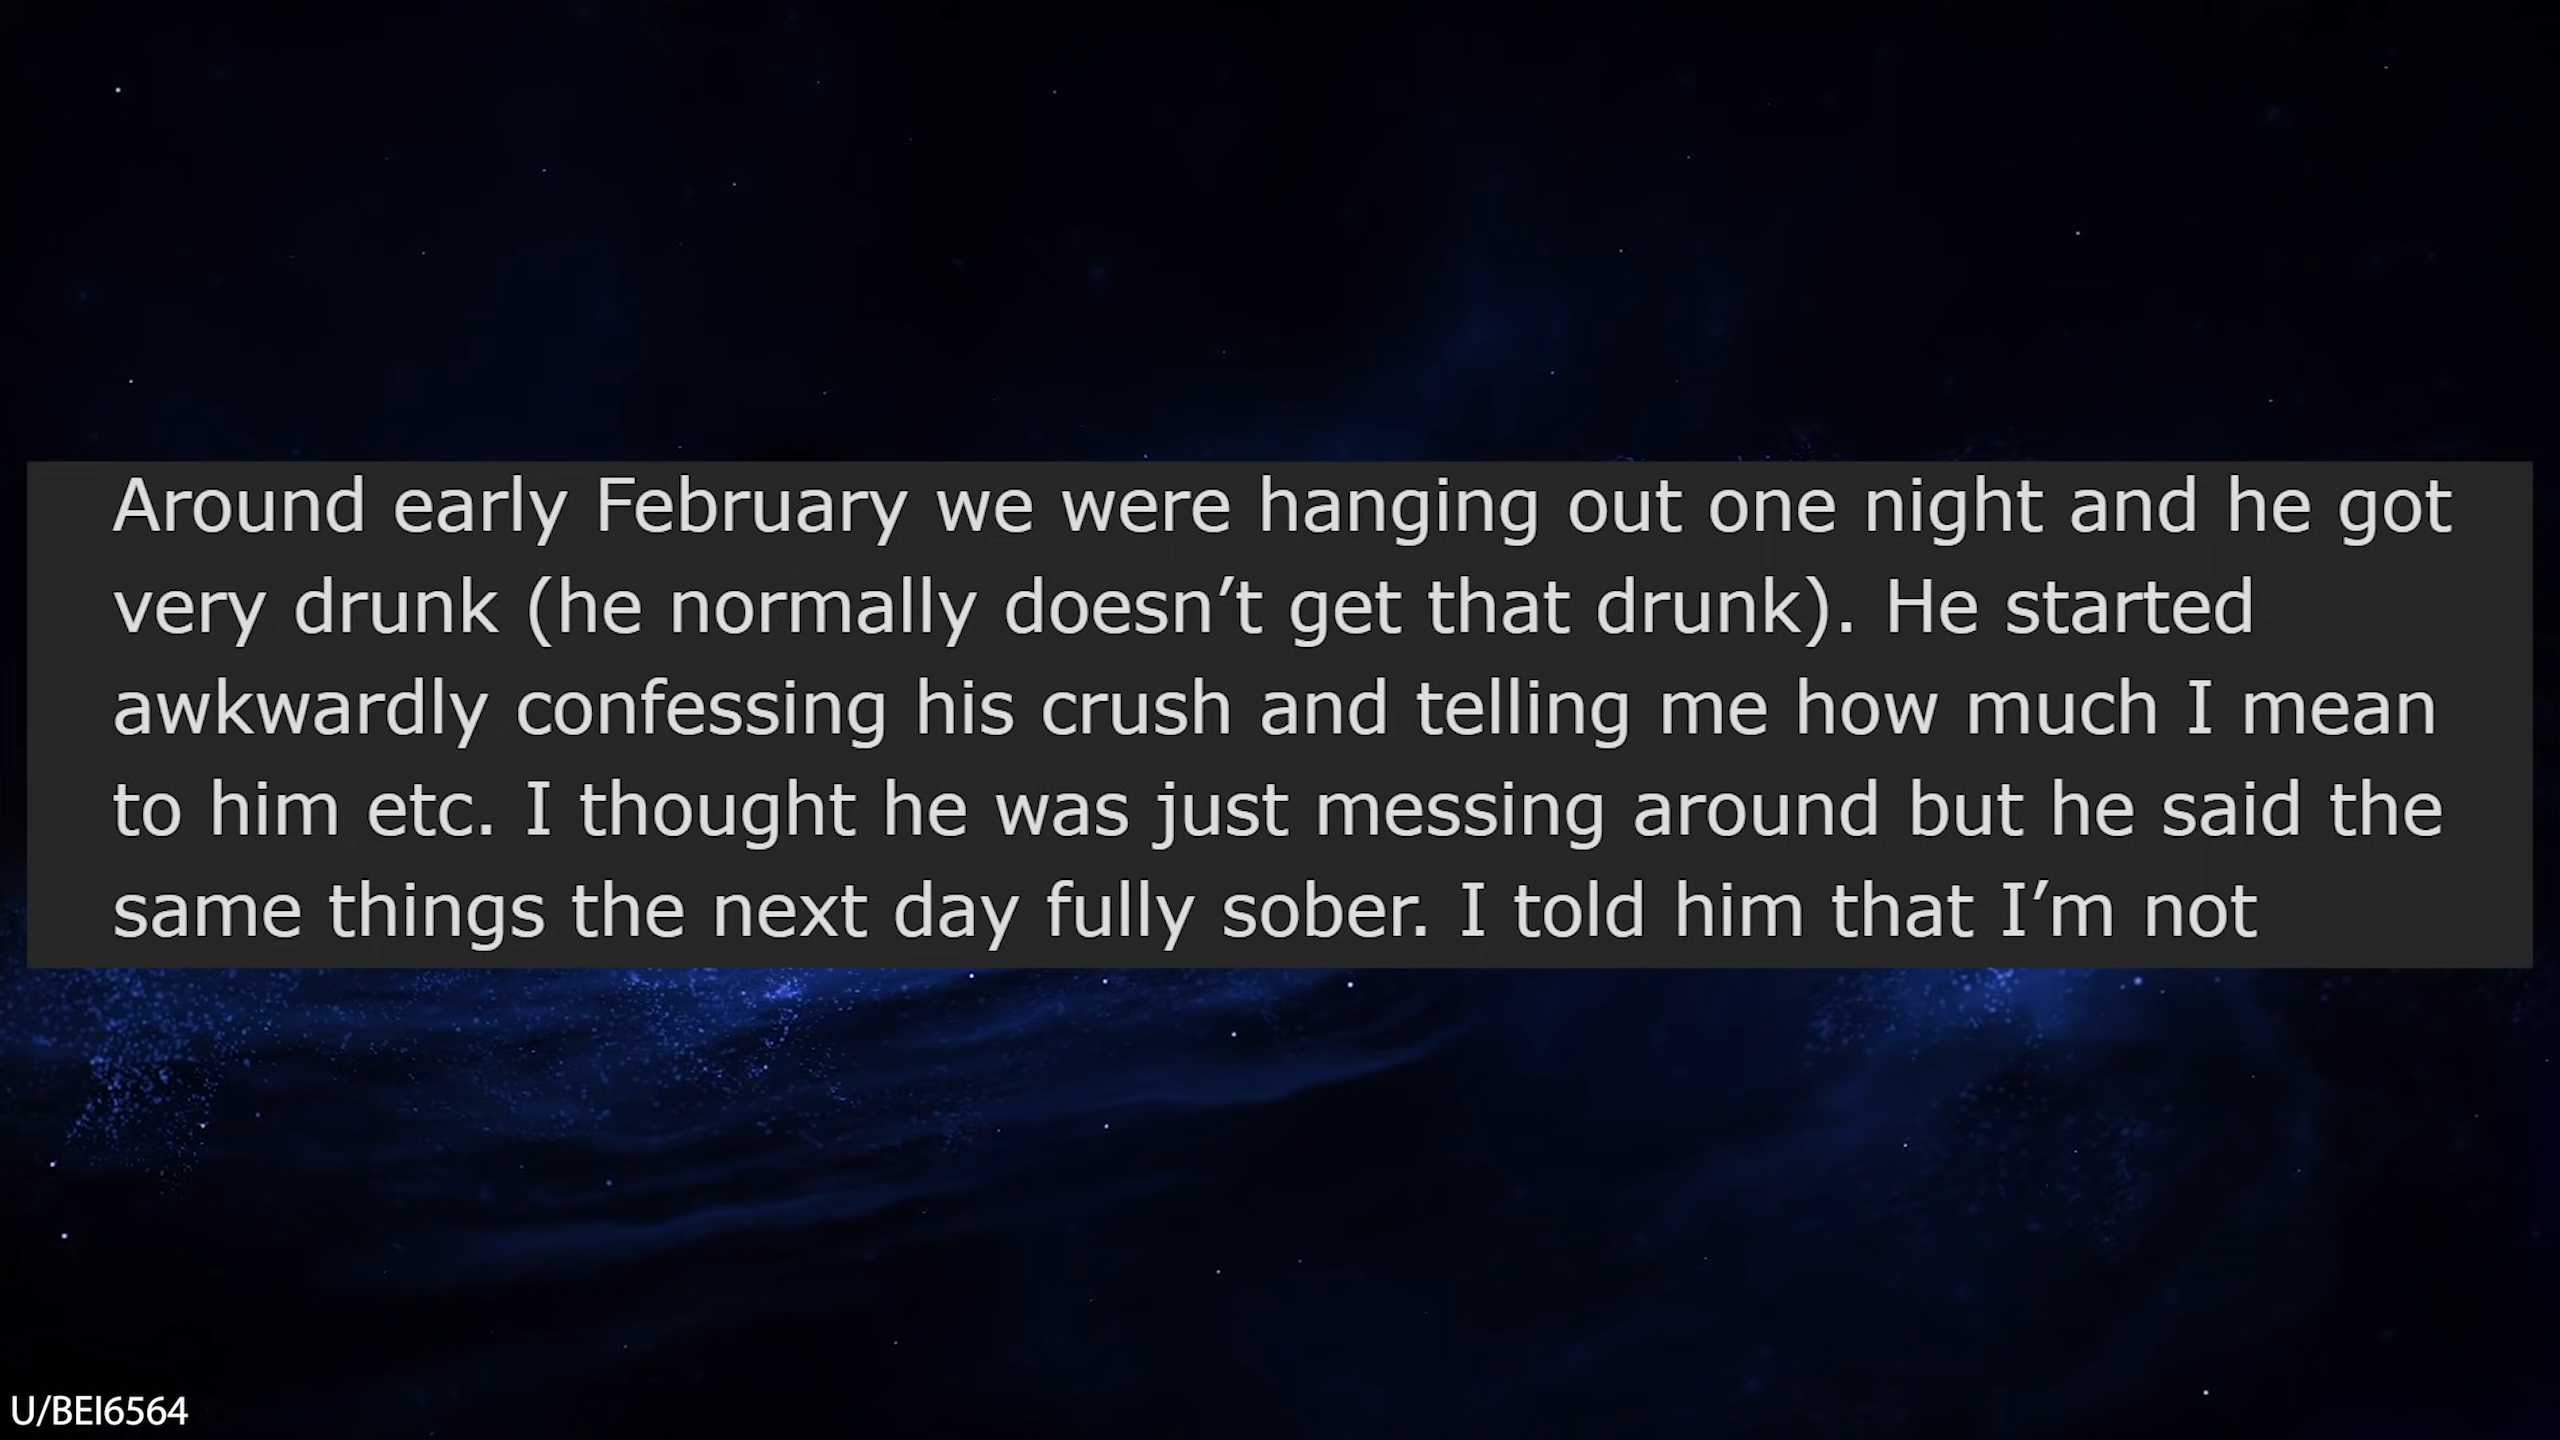 Around early February we were hanging out one night and he got
very drunk (he normally doesn’t get that drunk). He started
awkwardly confessing his crush and telling me how much I mean
to him etc. I thought he was just messing around but he said the
same things the next day fully sober. I told him that I’m not
U/BEI6564